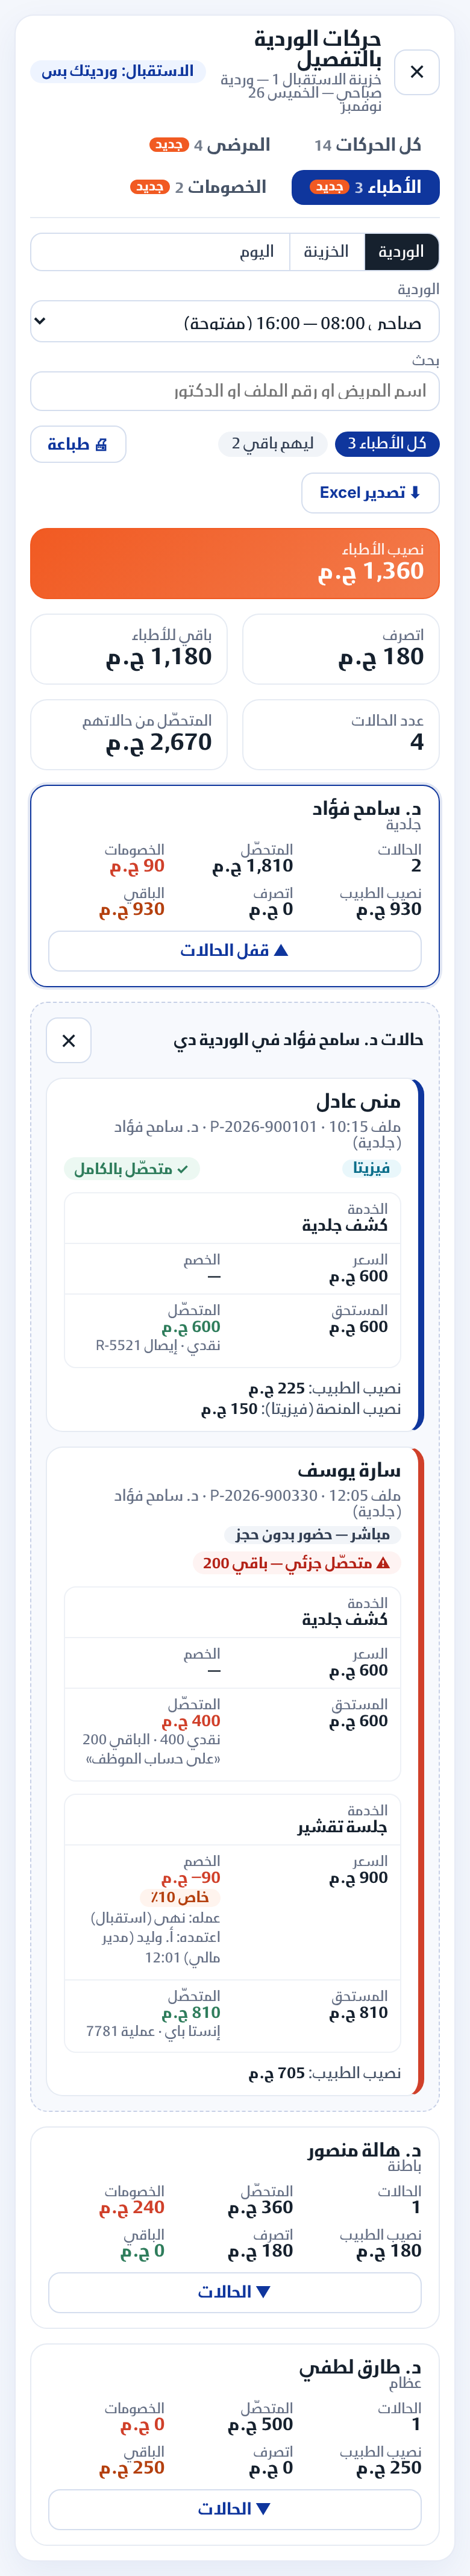 حركات الوردية بالتفصيل
خزينة الاستقبال 1 — وردية صباحي — الخميس 26 نوفمبر
الاستقبال: ورديتك بس
كل الحركات 14
المرضى 4 جديد
الأطباء 3 جديد
الخصومات 2 جديد
الوردية
الخزينة
اليوم
الوردية
صباحي 08:00 — 16:00 (مفتوحة)
بحث
اسم المريض او رقم الملف او الدكتور
كل الأطباء 3
ليهم باقي 2
طباعة
⬇ تصدير Excel
نصيب الأطباء
1,360 ج.م
اتصرف
180 ج.م
باقي للأطباء
1,180 ج.م
عدد الحالات
4
المتحصّل من حالاتهم
2,670 ج.م
د. سامح فؤاد
جلدية
الحالات
2
المتحصّل
1,810 ج.م
الخصومات
90 ج.م
نصيب الطبيب
930 ج.م
اتصرف
0 ج.م
الباقي
930 ج.م
▲ قفل الحالات
حالات د. سامح فؤاد في الوردية دي
منى عادل
ملف P-2026-900101 · 10:15 · د. سامح فؤاد (جلدية)
فيزيتا
✓ متحصّل بالكامل
الخدمة
كشف جلدية
السعر
600 ج.م
الخصم
—
المستحق
600 ج.م
المتحصّل
600 ج.م
نقدي · إيصال R-5521
نصيب الطبيب: 225 ج.م
نصيب المنصة (فيزيتا): 150 ج.م
سارة يوسف
ملف P-2026-900330 · 12:05 · د. سامح فؤاد (جلدية)
مباشر — حضور بدون حجز
⚠ متحصّل جزئي — باقي 200
الخدمة
كشف جلدية
السعر
600 ج.م
الخصم
—
المستحق
600 ج.م
المتحصّل
400 ج.م
نقدي 400 · الباقي 200
«على حساب الموظف»
الخدمة
جلسة تقشير
السعر
900 ج.م
الخصم
−90 ج.م
خاص 10٪
عمله: نهى (استقبال)
اعتمده: أ. وليد (مدير مالي) 12:01
المستحق
810 ج.م
المتحصّل
810 ج.م
إنستا باي · عملية 7781
نصيب الطبيب: 705 ج.م
د. هالة منصور
باطنة
الحالات
1
المتحصّل
360 ج.م
الخصومات
240 ج.م
نصيب الطبيب
180 ج.م
اتصرف
180 ج.م
الباقي
0 ج.م
▼ الحالات
د. طارق لطفي
عظام
الحالات
1
المتحصّل
500 ج.م
الخصومات
0 ج.م
نصيب الطبيب
250 ج.م
اتصرف
0 ج.م
الباقي
250 ج.م
▼ الحالات